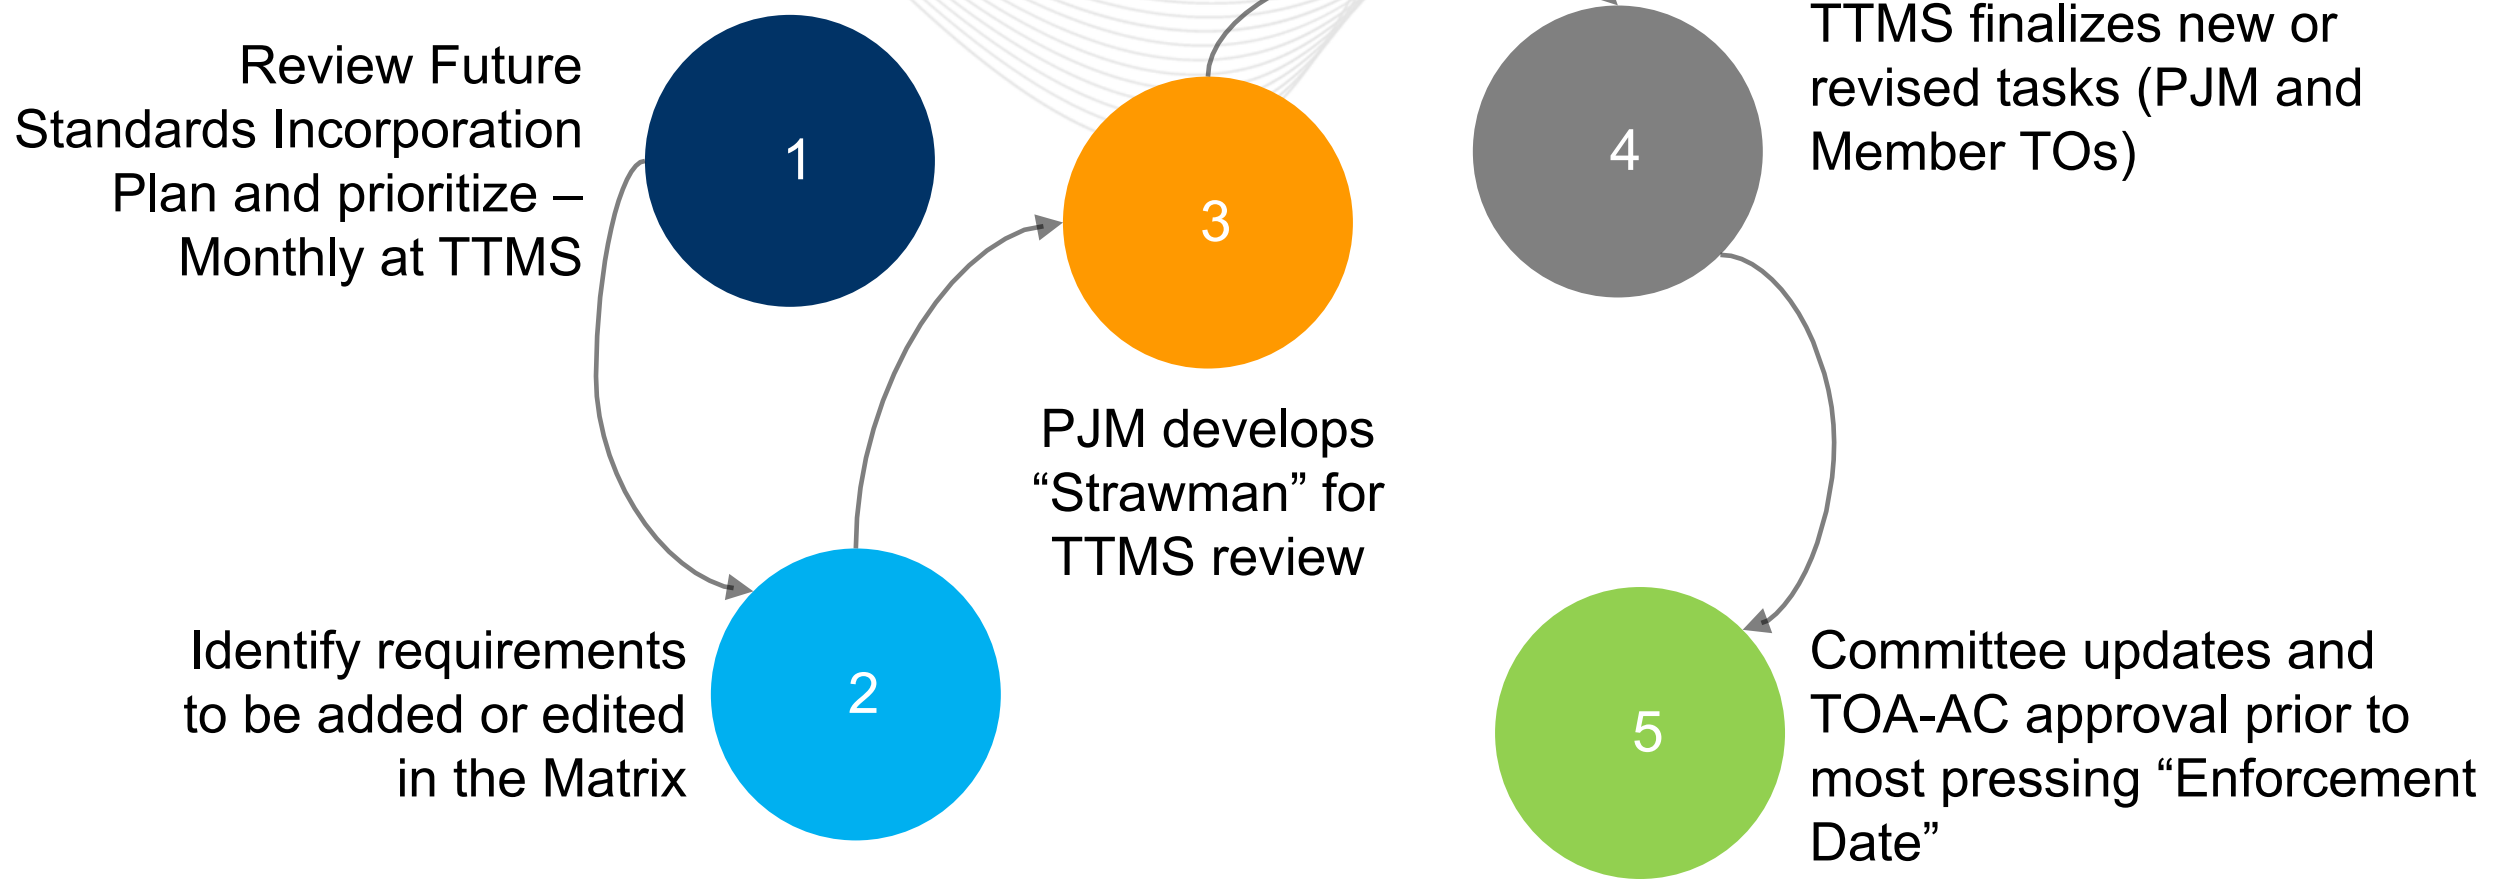 Review Future
Standards Incorporation
Plan and prioritize —
Monthly at TTMS
1
Identify requirements
to be added or edited
in the Matrix
2
3
PJM develops
“Strawman” for
TTMS review
4
TTMS finalizes new or
revised tasks (PJM and
Member TOs)
5
Committee updates and
TOA-AC approval prior to
most pressing “Enforcement
Date”